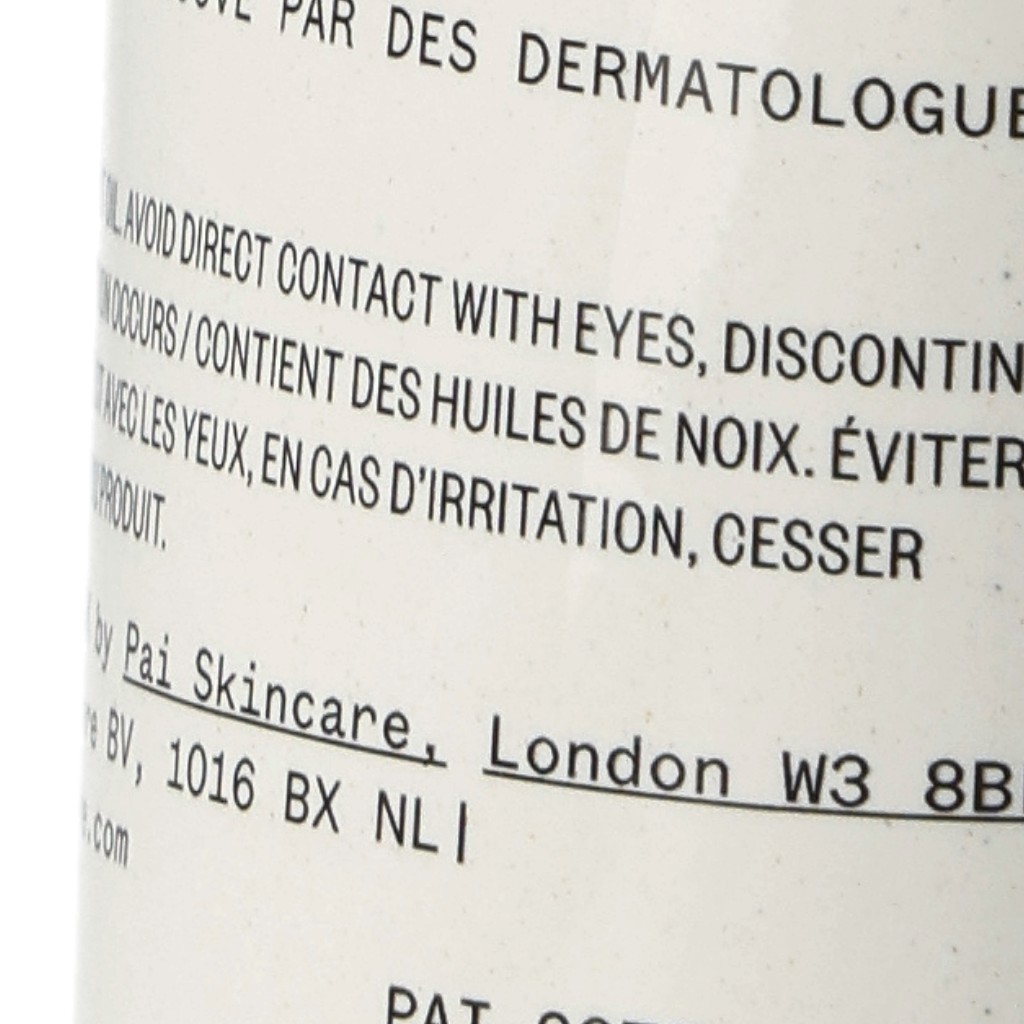 PAR DES DERMATOLOGUE
AVOID DIRECT CONTACT WITH EYES, DISCONTIN
OCCURS / CONTIENT DES HUILES DE NOIX. ÉVITER
AVEC LES YEUX, EN CAS D'IRRITATION, CESSER
PRODUIT.
by Pai Skincare, London W3 8B
BV, 1016 BX NL |
.com